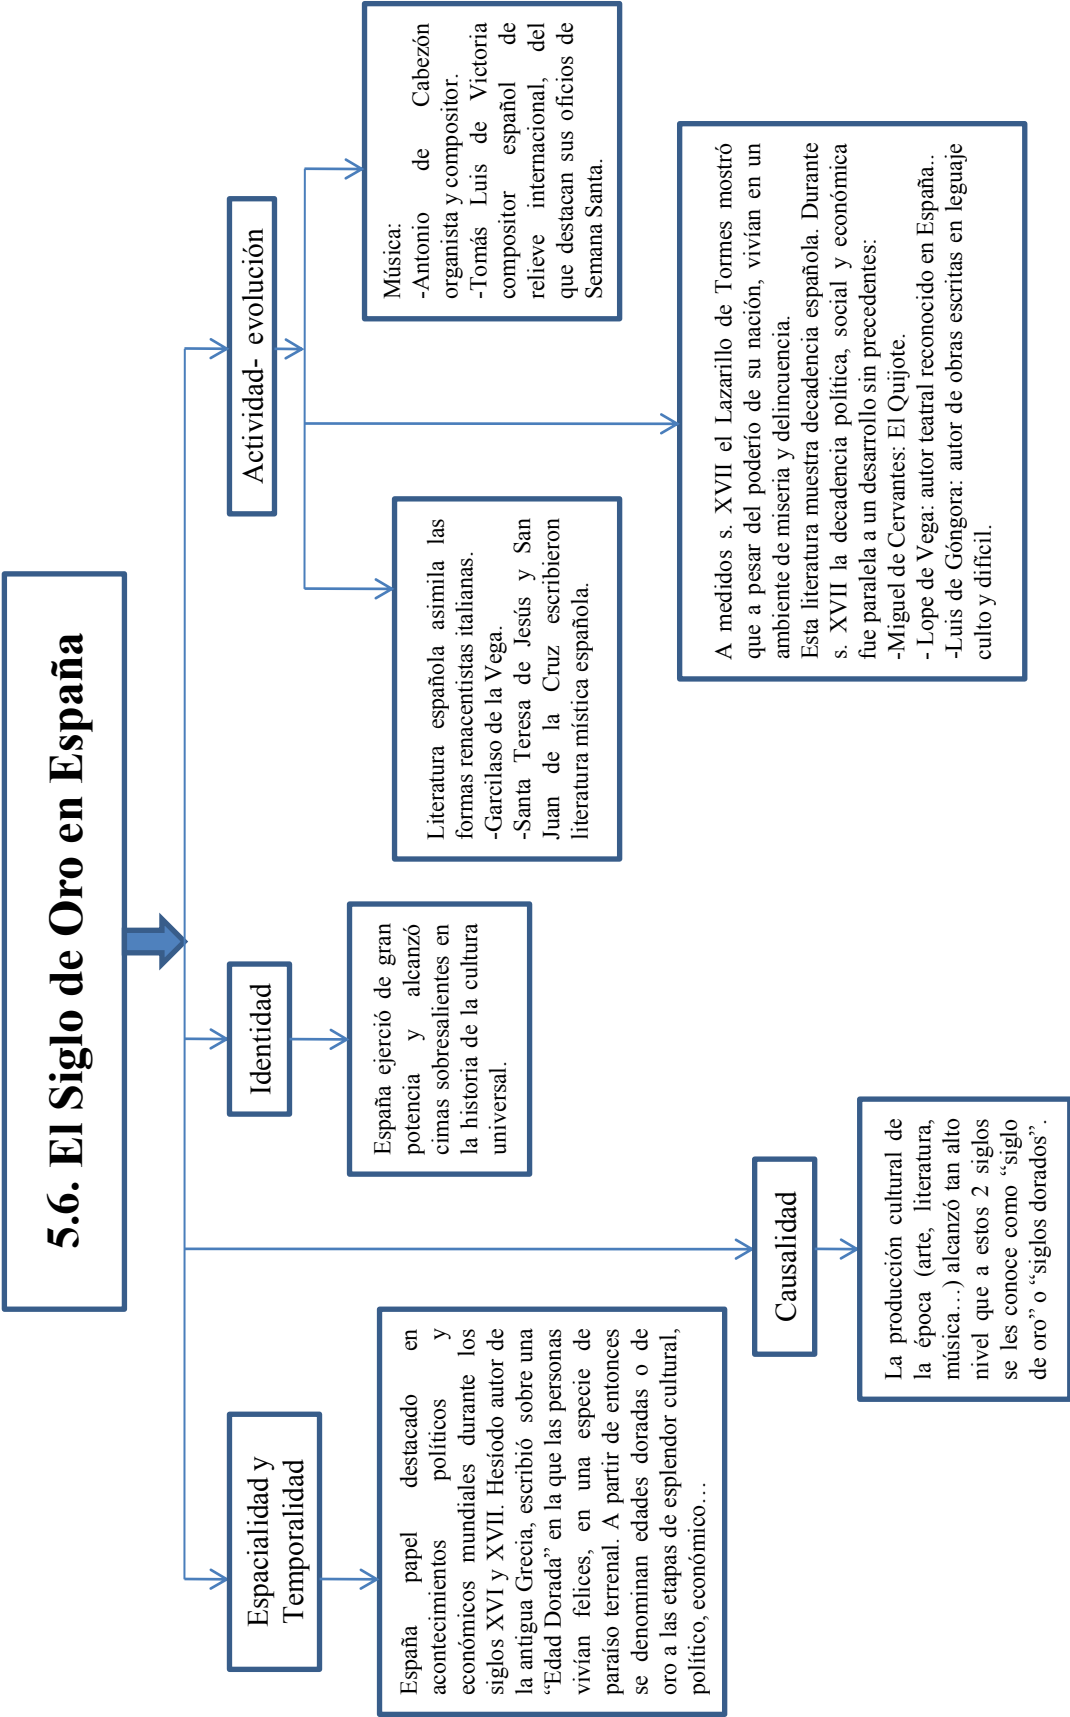 5.6. El Siglo de Oro en España
Espacialidad y
Temporalidad
España papel destacado en
acontecimientos políticos y
económicos mundiales durante los
siglos XVI y XVII. Hesíodo autor de
la antigua Grecia, escribió sobre una
“Edad Dorada” en la que las personas
vivían felices, en una especie de
paraíso terrenal. A partir de entonces
se denominan edades doradas o de
oro a las etapas de esplendor cultural,
político, económico…
Causalidad
La producción cultural de
la época (arte, literatura,
música…) alcanzó tan alto
nivel que a estos 2 siglos
se les conoce como “siglo
de oro” o “siglos dorados”.
Identidad
España ejerció de gran
potencia y alcanzó
cimas sobresalientes en
la historia de la cultura
universal.
Actividad- evolución
Literatura española asimila las
formas renacentistas italianas.
-Garcilaso de la Vega.
-Santa Teresa de Jesús y San
Juan de la Cruz escribieron
literatura mística española.
A medidos s. XVII el Lazarillo de Tormes mostró
que a pesar del poderío de su nación, vivían en un
ambiente de miseria y delincuencia.
Esta literatura muestra decadencia española. Durante
s. XVII la decadencia política, social y económica
fue paralela a un desarrollo sin precedentes:
-Miguel de Cervantes: El Quijote.
- Lope de Vega: autor teatral reconocido en España..
-Luis de Góngora: autor de obras escritas en leguaje
culto y difícil.
Música:
-Antonio de Cabezón
organista y compositor.
-Tomás Luis de Victoria
compositor español de
relieve internacional, del
que destacan sus oficios de
Semana Santa.